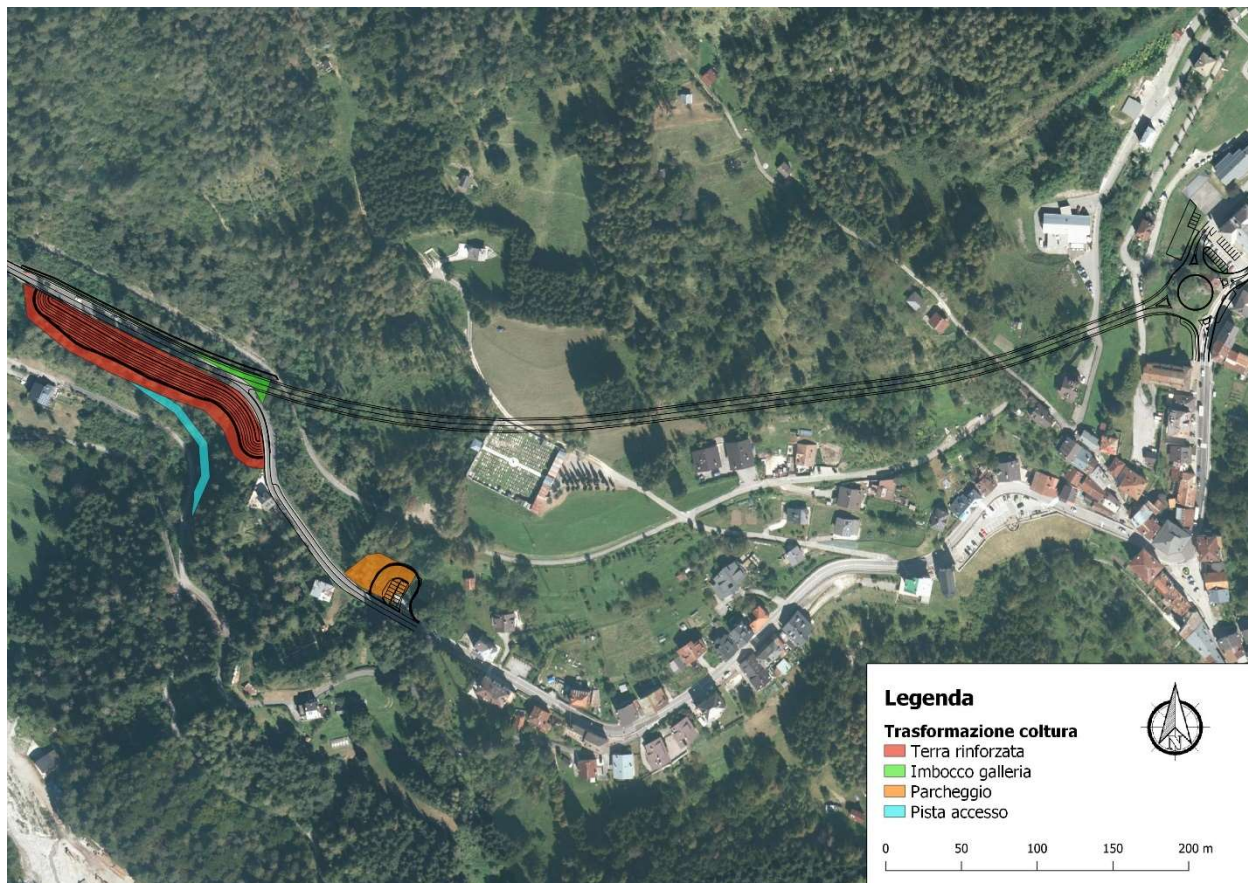 Legenda
Trasformazione coltura
Terra rinforzata
Imbocco galleria
Parcheggio
Pista accesso
N
0 50 100 150 200 m